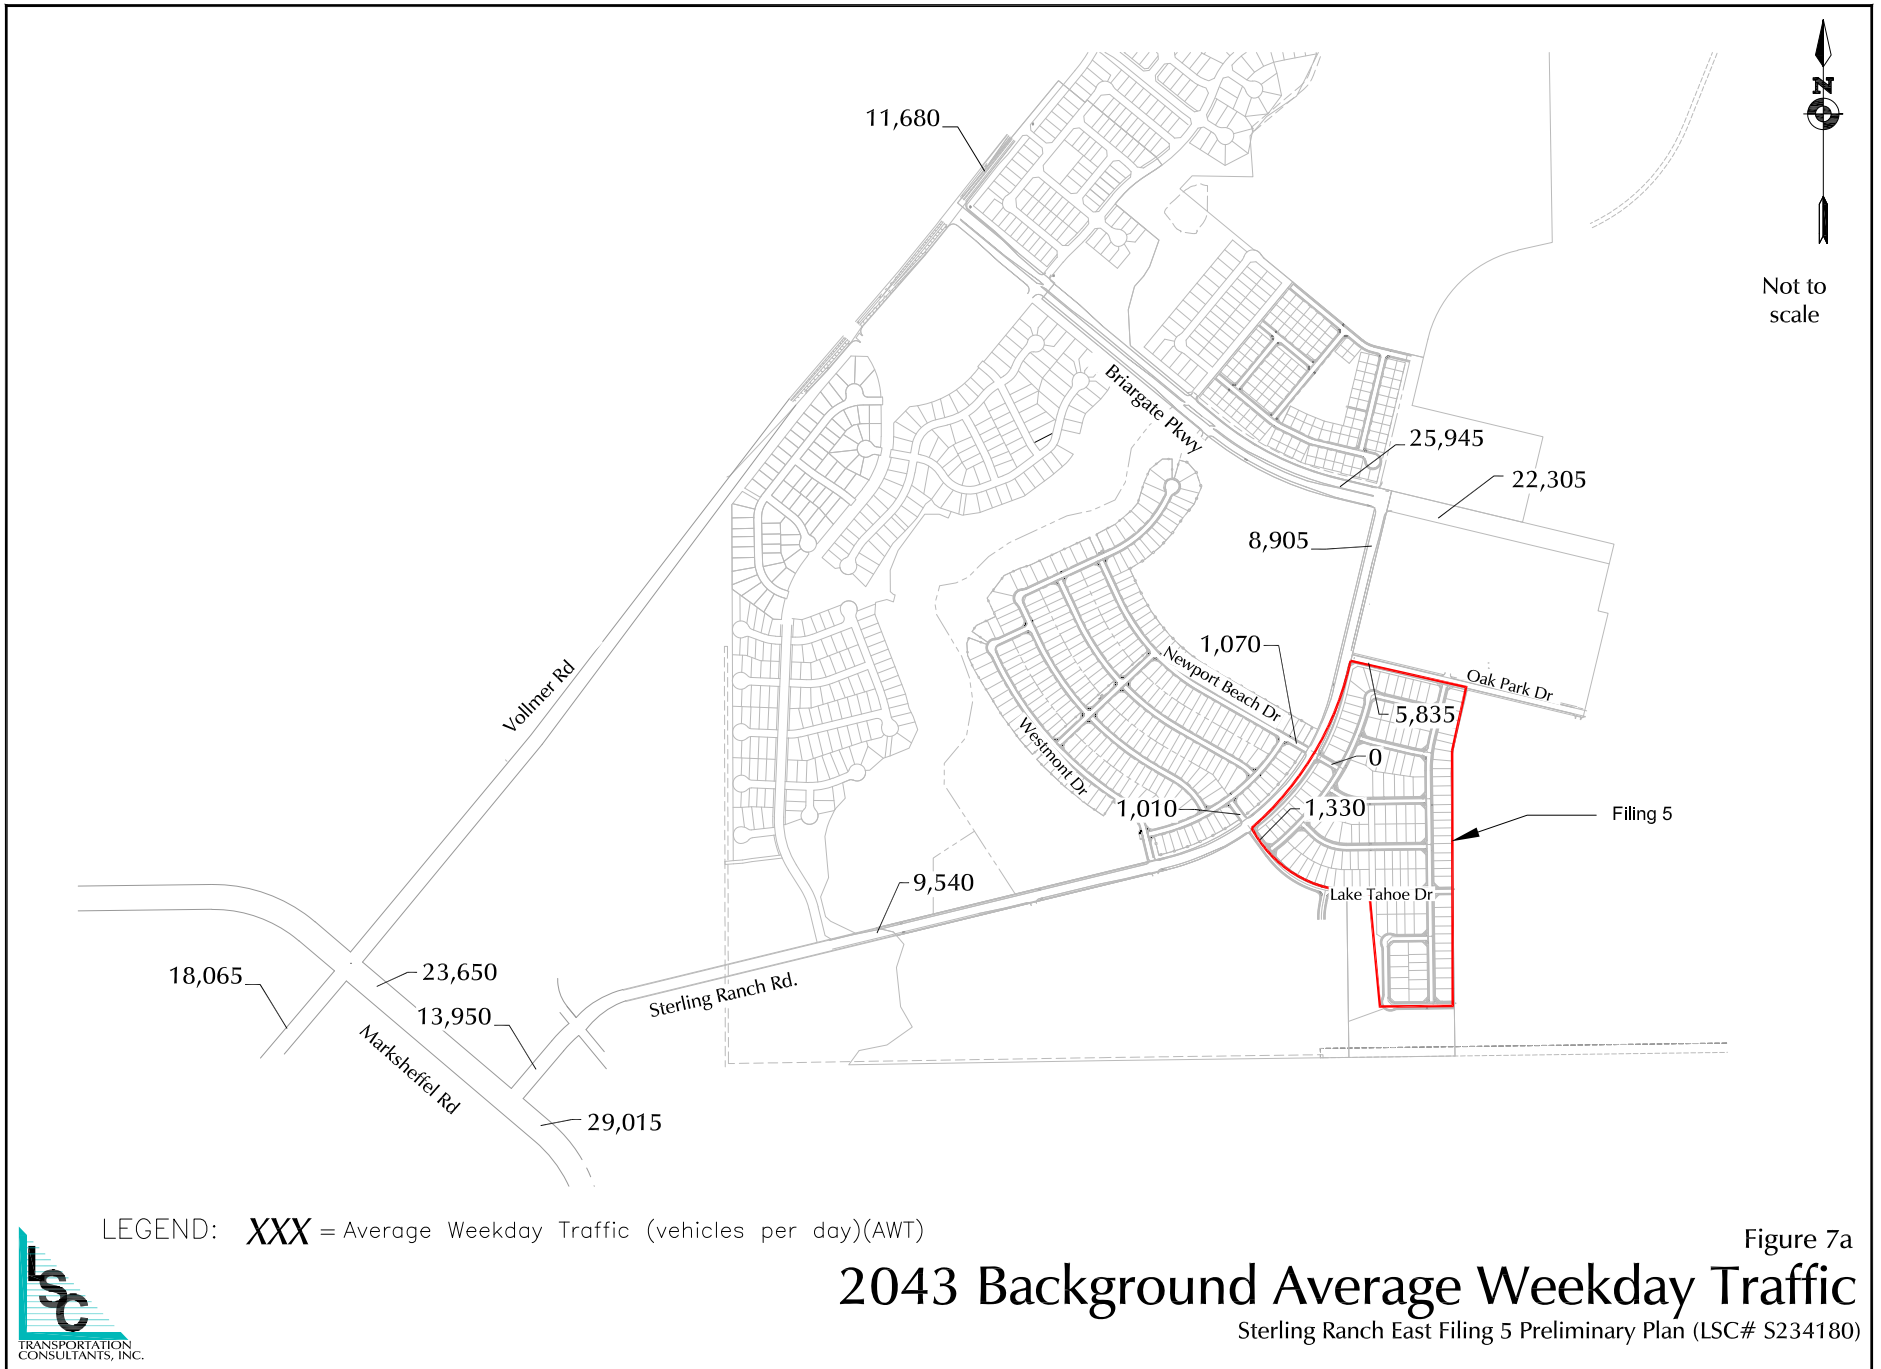 11,680
N
Not to
scale
Briargate Pkwy
25,945
22,305
8,905
1,070
Newport Beach Dr
Oak Park Dr
5,835
Vollmer Rd
Westmont Dr
0
1,010
1,330
Filing 5
9,540
Lake Tahoe Dr
18,065
23,650
13,950
Sterling Ranch Rd.
Marksheffel Rd
29,015
LEGEND: XXX = Average Weekday Traffic (vehicles per day)(AWT)
Figure 7a
2043 Background Average Weekday Traffic
Sterling Ranch East Filing 5 Preliminary Plan (LSC# S234180)
LSC
TRANSPORTATION
CONSULTANTS, INC.